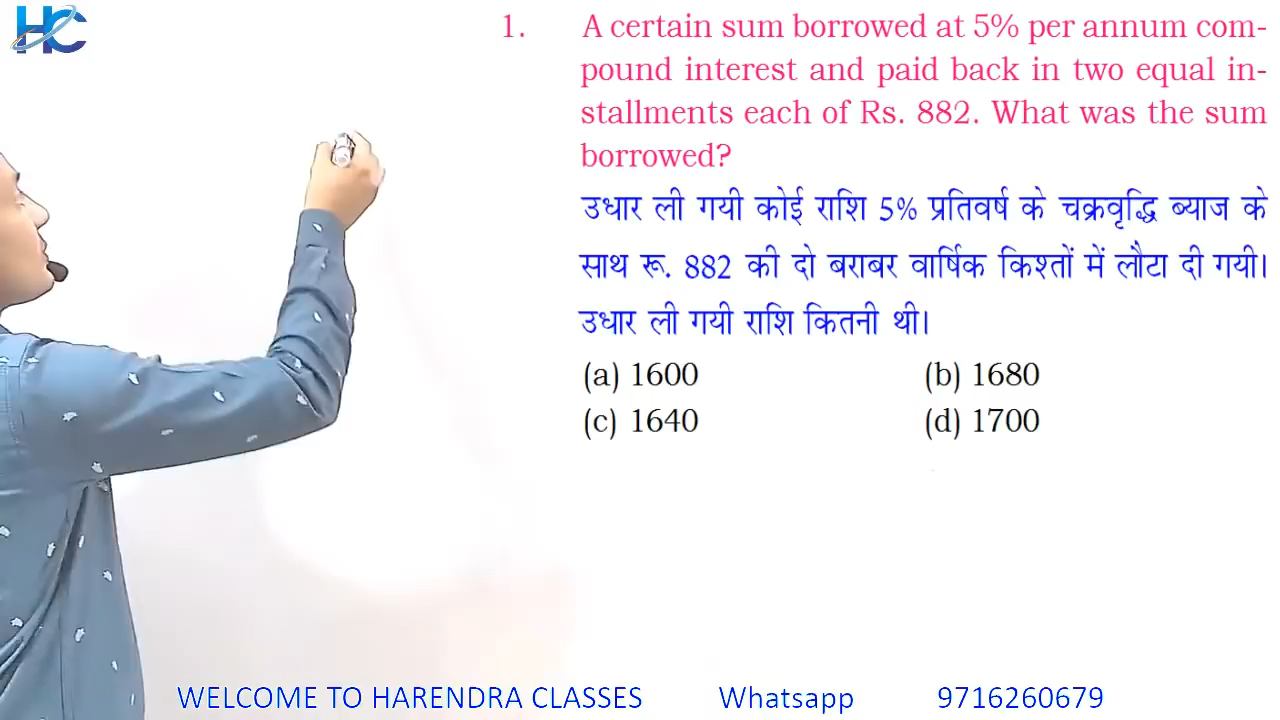 HC
1. A certain sum borrowed at 5% per annum com-
pound interest and paid back in two equal in-
stallments each of Rs. 882. What was the sum
borrowed?
उधार ली गयी कोई राशि 5% प्रतिवर्ष के चक्रवृद्धि ब्याज के
साथ रू. 882 की दो बराबर वार्षिक किश्तों में लौटा दी गयी।
उधार ली गयी राशि कितनी थी।
(a) 1600 (b) 1680
(c) 1640 (d) 1700
WELCOME TO HARENDRA CLASSES Whatsapp 9716260679